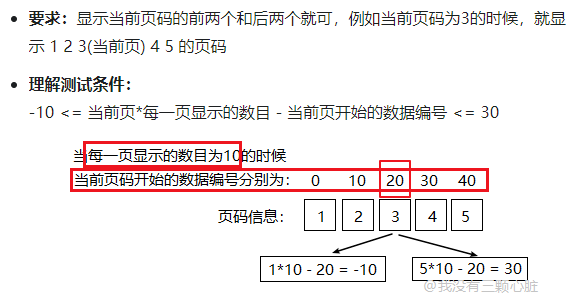 • 要求：显示当前页码的前两个和后两个就可，例如当前页码为3的时候，就显
示 1 2 3(当前页) 4 5 的页码
• 理解测试条件：
-10 <= 当前页*每一页显示的数目 - 当前页开始的数据编号 <= 30
当每一页显示的数目为10的时候
当前页码开始的数据编号分别为： 0 10 20 30 40
页码信息： 1 2 3 4 5
1*10 - 20 = -10 5*10 - 20 = 30
@我没有三颗心脏